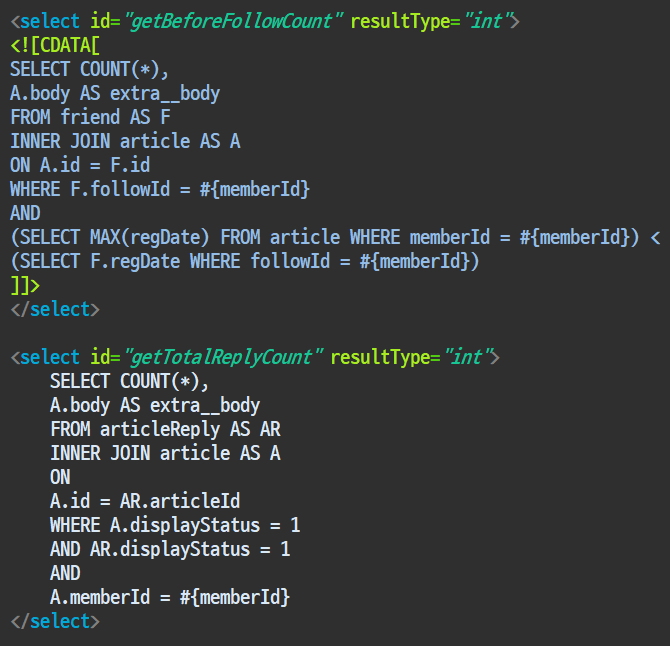 <select id="getBeforeFollowCount" resultType="int">
<![CDATA[
SELECT COUNT(*),
A.body AS extra__body
FROM friend AS F
INNER JOIN article AS A
ON A.id = F.id
WHERE F.followId = #{memberId}
AND
(SELECT MAX(regDate) FROM article WHERE memberId = #{memberId}) <
(SELECT F.regDate WHERE followId = #{memberId})
]]>
</select>
<select id="getTotalReplyCount" resultType="int">
SELECT COUNT(*),
A.body AS extra__body
FROM articleReply AS AR
INNER JOIN article AS A
ON
A.id = AR.articleId
WHERE A.displayStatus = 1
AND AR.displayStatus = 1
AND
A.memberId = #{memberId}
</select>